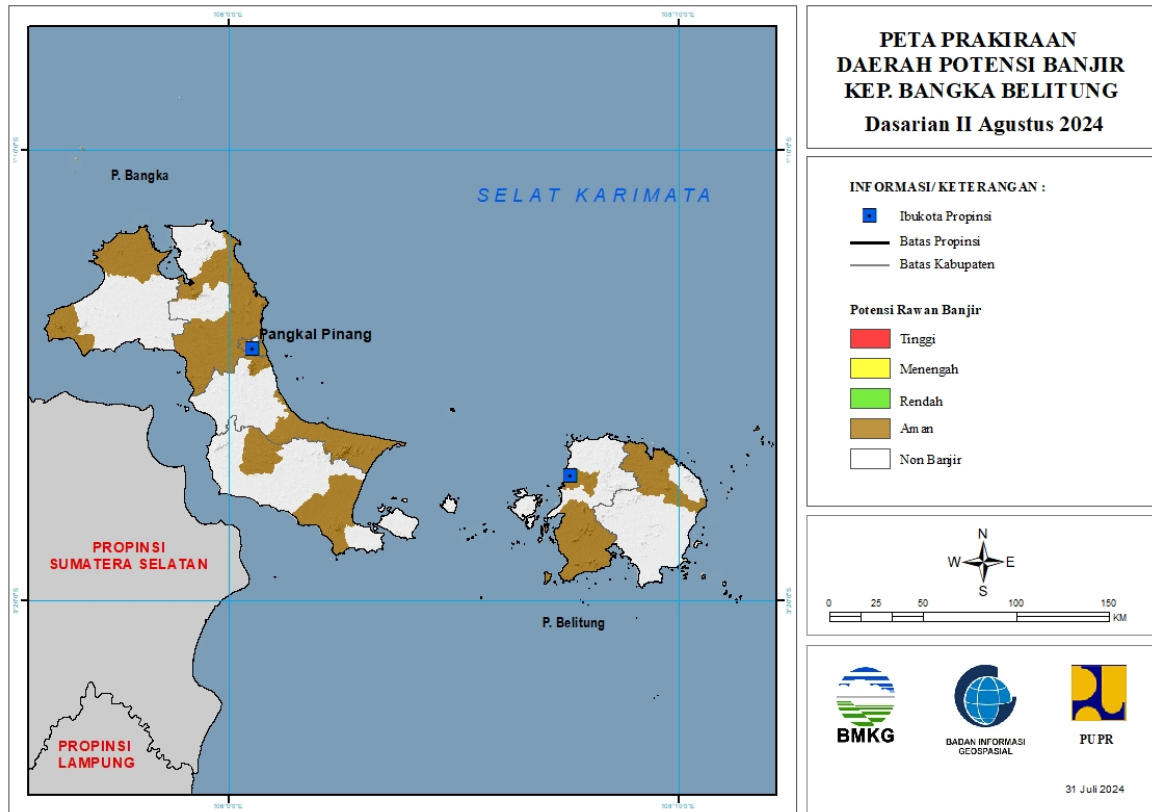 PETA PRAKIRAAN
DAERAH POTENSI BANJIR
KEP. BANGKA BELITUNG
Dasarian II Agustus 2024
P. Bangka
SELAT KARIMATA
Pangkal Pinang
PROPINSI
SUMATERA SELATAN
P. Belitung
PROPINSI
LAMPUNG
INFORMASI/ KETERANGAN :
Ibukota Propinsi
Batas Propinsi
Batas Kabupaten
Potensi Rawan Banjir
Tinggi
Menengah
Rendah
Aman
Non Banjir
N
W E
S
0 25 50 100 150
KM
BMKG
BADAN INFORMASI
GEOSPASIAL
PUPR
31 Juli 2024